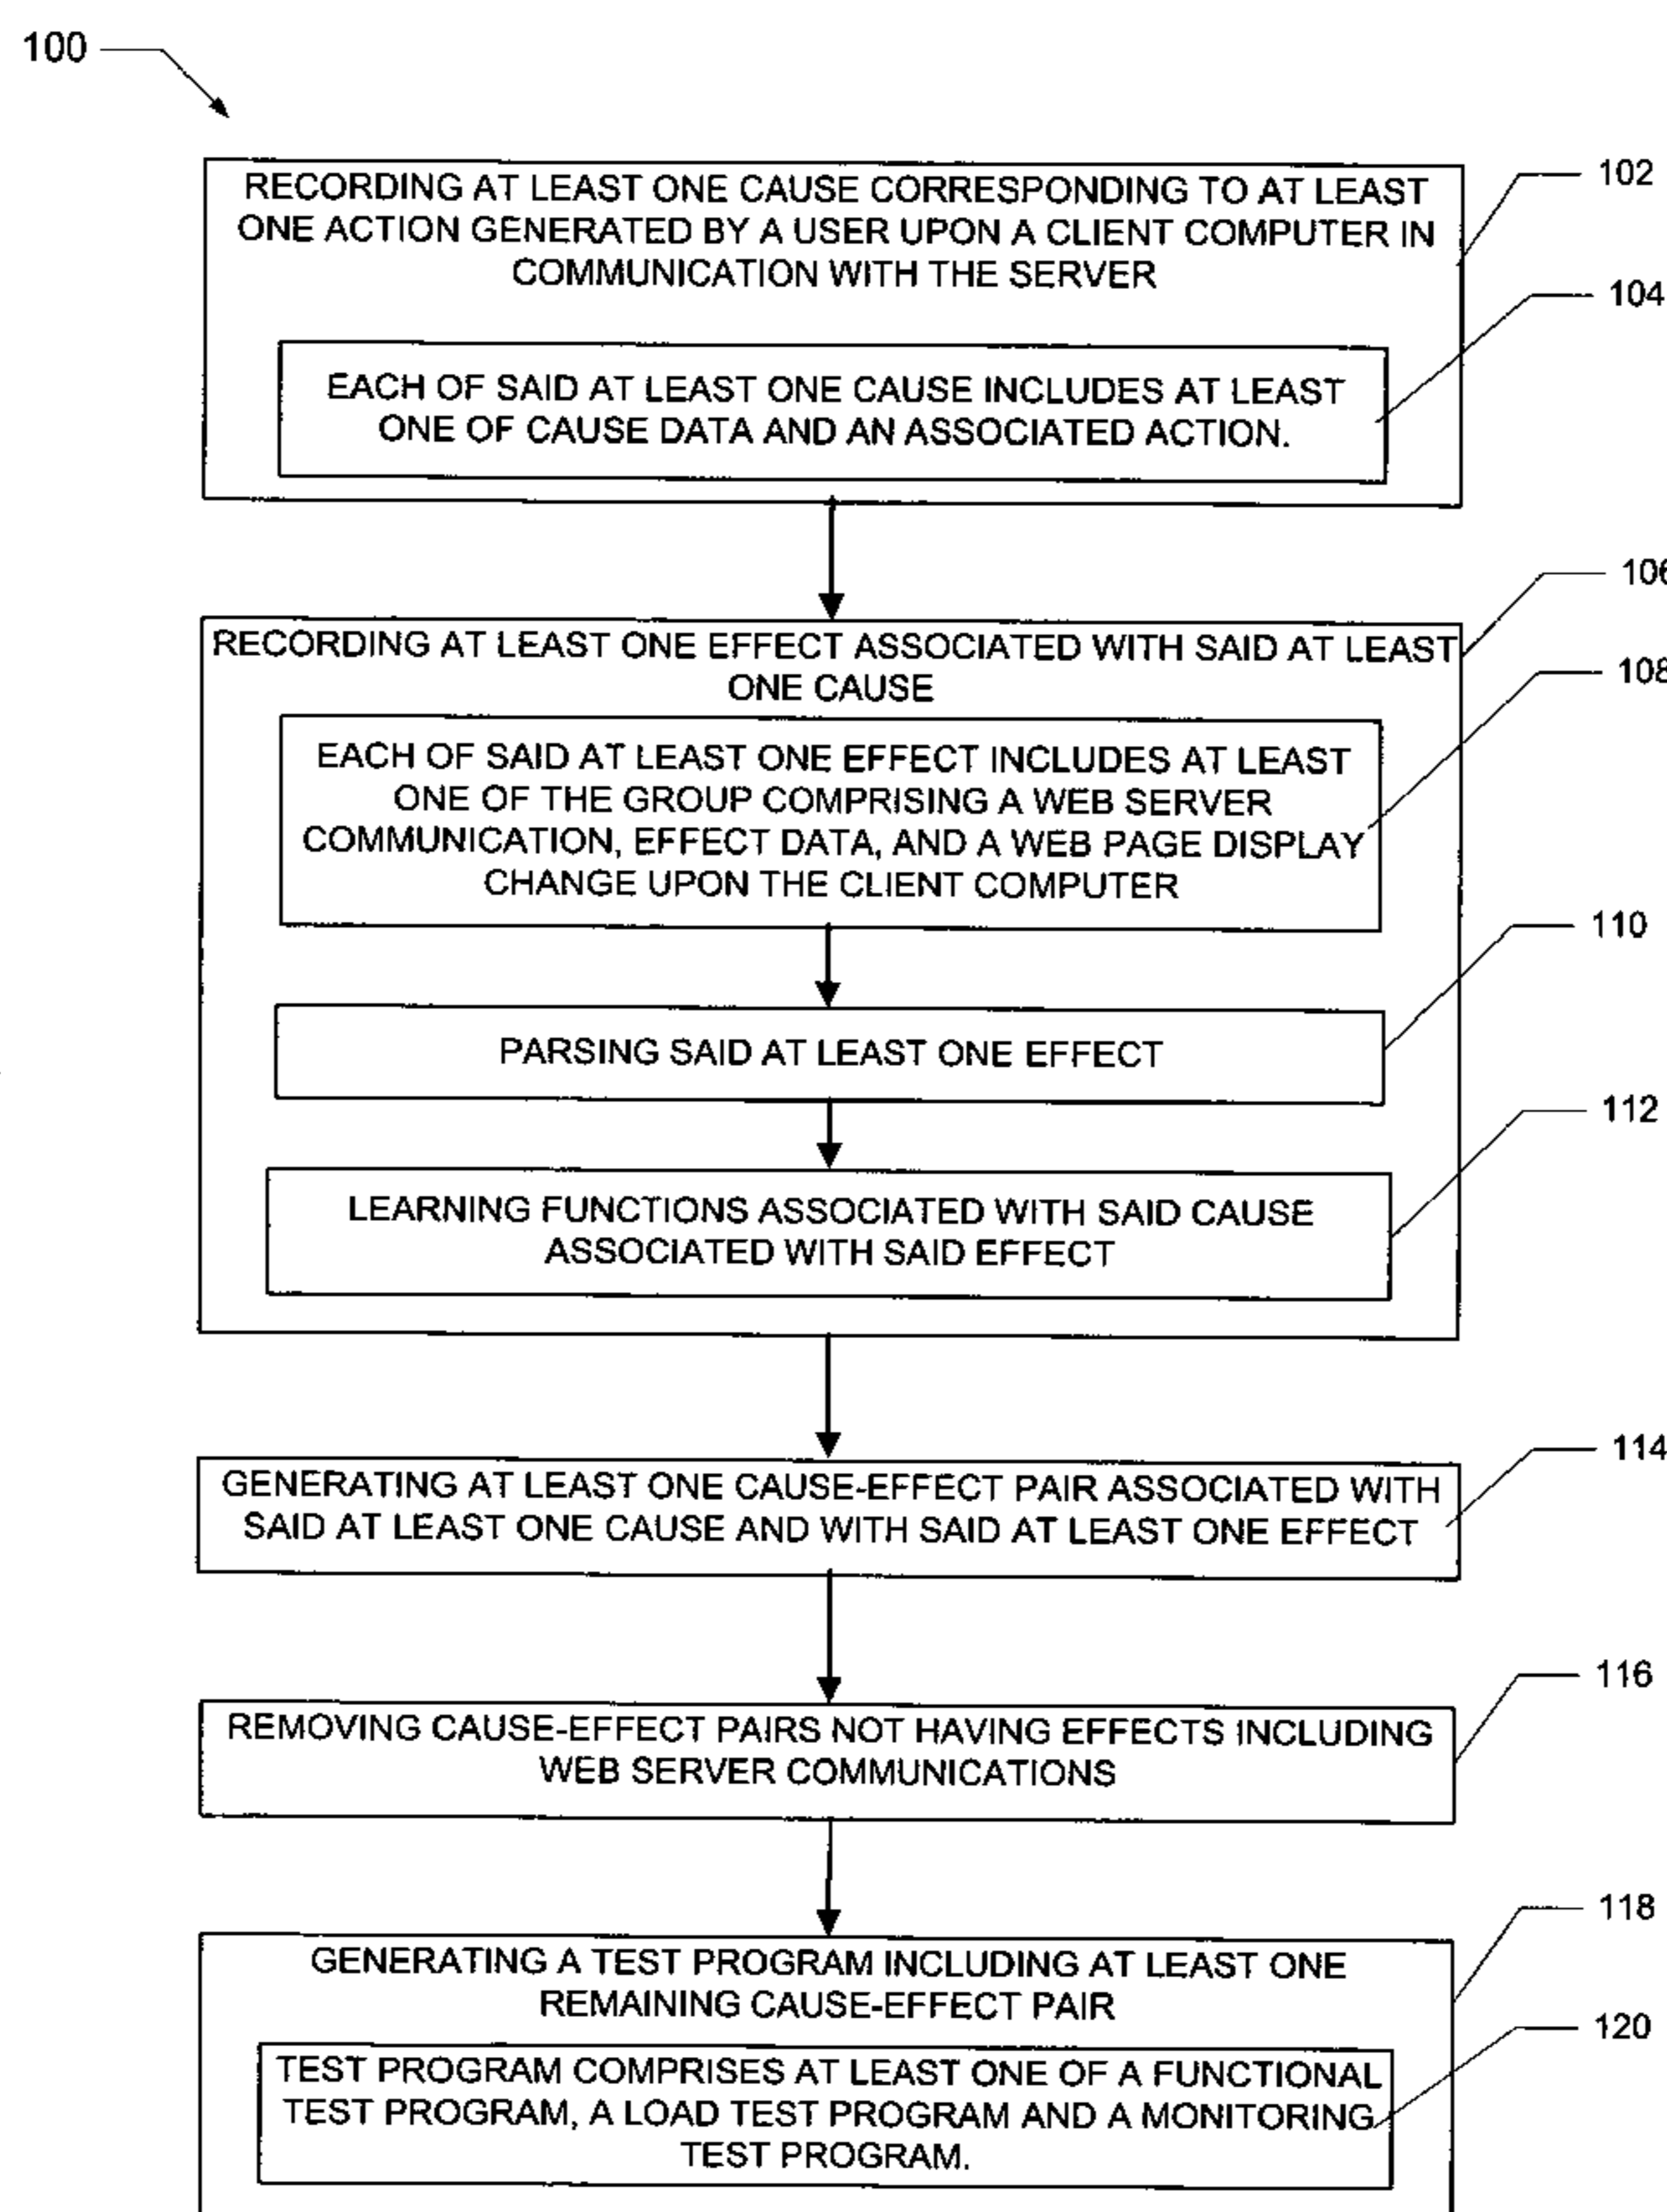 100
102
RECORDING AT LEAST ONE CAUSE CORRESPONDING TO AT LEAST
ONE ACTION GENERATED BY A USER UPON A CLIENT COMPUTER IN
COMMUNICATION WITH THE SERVER
104
EACH OF SAID AT LEAST ONE CAUSE INCLUDES AT LEAST
ONE OF CAUSE DATA AND AN ASSOCIATED ACTION.
106
RECORDING AT LEAST ONE EFFECT ASSOCIATED WITH SAID AT LEAST
ONE CAUSE
108
EACH OF SAID AT LEAST ONE EFFECT INCLUDES AT LEAST
ONE OF THE GROUP COMPRISING A WEB SERVER
COMMUNICATION, EFFECT DATA, AND A WEB PAGE DISPLAY
CHANGE UPON THE CLIENT COMPUTER
110
PARSING SAID AT LEAST ONE EFFECT
112
LEARNING FUNCTIONS ASSOCIATED WITH SAID CAUSE
ASSOCIATED WITH SAID EFFECT
114
GENERATING AT LEAST ONE CAUSE-EFFECT PAIR ASSOCIATED WITH
SAID AT LEAST ONE CAUSE AND WITH SAID AT LEAST ONE EFFECT
116
REMOVING CAUSE-EFFECT PAIRS NOT HAVING EFFECTS INCLUDING
WEB SERVER COMMUNICATIONS
118
GENERATING A TEST PROGRAM INCLUDING AT LEAST ONE
REMAINING CAUSE-EFFECT PAIR
120
TEST PROGRAM COMPRISES AT LEAST ONE OF A FUNCTIONAL
TEST PROGRAM, A LOAD TEST PROGRAM AND A MONITORING
TEST PROGRAM.